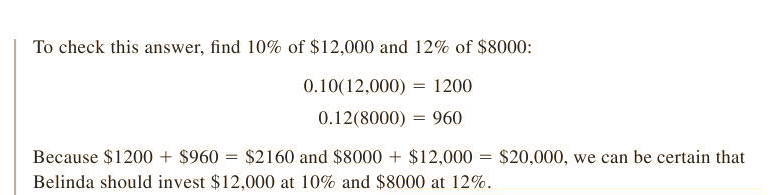 To check this answer, find 10% of $12,000 and 12% of $8000:
0.10(12,000) = 1200
0.12(8000) = 960
Because $1200 + $960 = $2160 and $8000 + $12,000 = $20,000, we can be certain that
Belinda should invest $12,000 at 10% and $8000 at 12%.